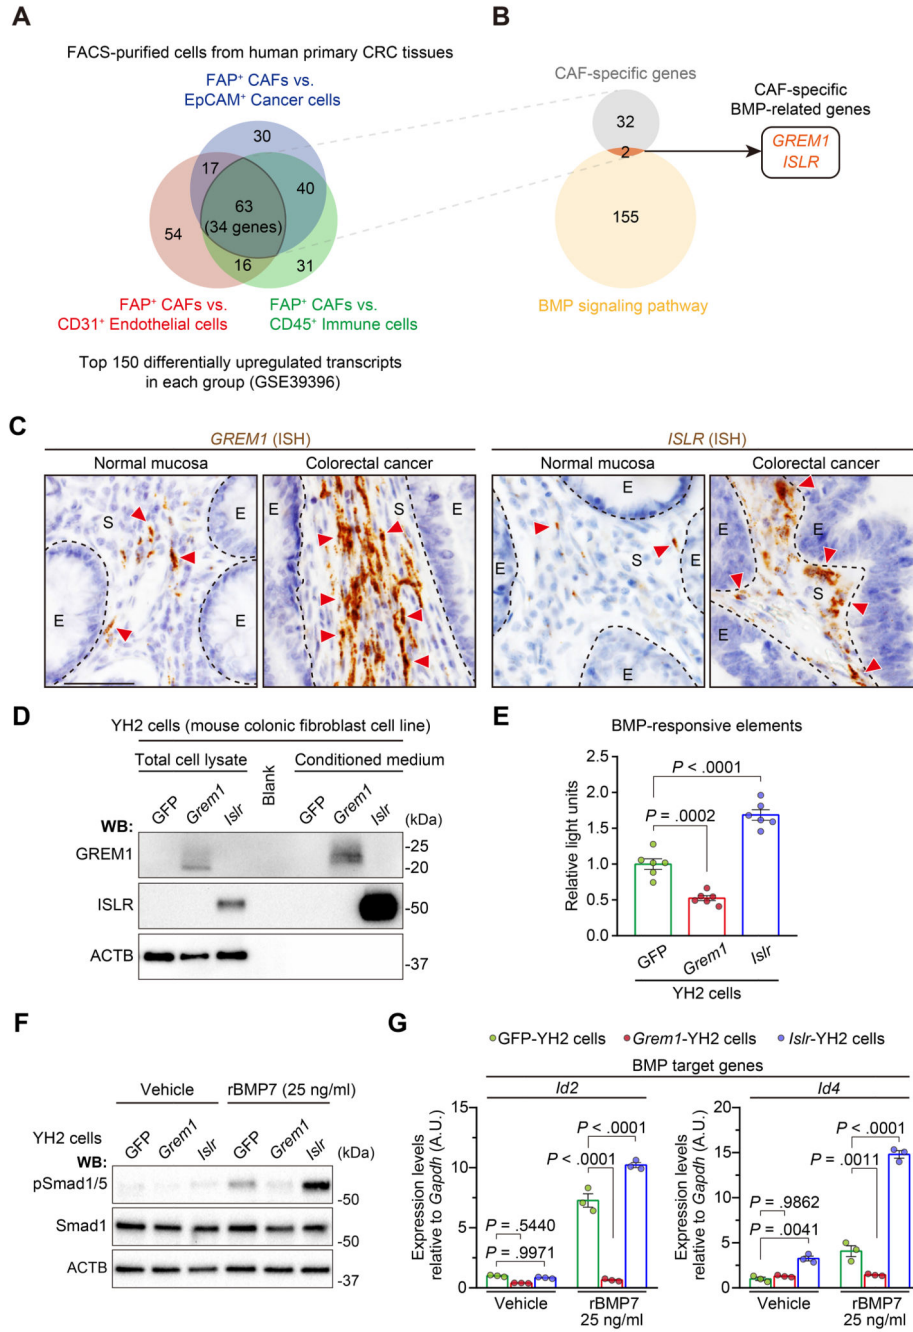 A
FACS-purified cells from human primary CRC tissues
FAP⁺ CAFs vs.
EpCAM⁺ Cancer cells
30
17
40
63
(34 genes)
54
16
31
FAP⁺ CAFs vs.
CD31⁺ Endothelial cells
FAP⁺ CAFs vs.
CD45⁺ Immune cells
Top 150 differentially upregulated transcripts
in each group (GSE39396)
B
CAF-specific genes
32
2
155
BMP signaling pathway
CAF-specific
BMP-related genes
GREM1
ISLR
C
GREM1 (ISH)
Normal mucosa
Colorectal cancer
S
E
E
E
E
S
E
ISLR (ISH)
Normal mucosa
Colorectal cancer
E
E
S
E
E
E
S
E
D
YH2 cells (mouse colonic fibroblast cell line)
Total cell lysate
Blank
Conditioned medium
GFP
Grem1
Islr
GFP
Grem1
Islr
(kDa)
WB:
GREM1
-25
-20
ISLR
-50
ACTB
-37
E
BMP-responsive elements
Relative light units
2.5
2.0
1.5
1.0
0.5
0.0
P < .0001
P = .0002
GFP
Grem1
Islr
YH2 cells
F
Vehicle
rBMP7 (25 ng/ml)
YH2 cells
GFP
Grem1
Islr
GFP
Grem1
Islr
(kDa)
WB:
pSmad1/5
-50
Smad1
-50
ACTB
-37
G
GFP-YH2 cells
Grem1-YH2 cells
Islr-YH2 cells
BMP target genes
Id2
Expression levels
relative to Gapdh (A.U.)
15
10
5
0
P < .0001
P < .0001
P = .5440
P = .9971
Vehicle
rBMP7
25 ng/ml
Id4
Expression levels
relative to Gapdh (A.U.)
20
15
10
5
0
P < .0001
P = .0011
P = .9862
P = .0041
Vehicle
rBMP7
25 ng/ml